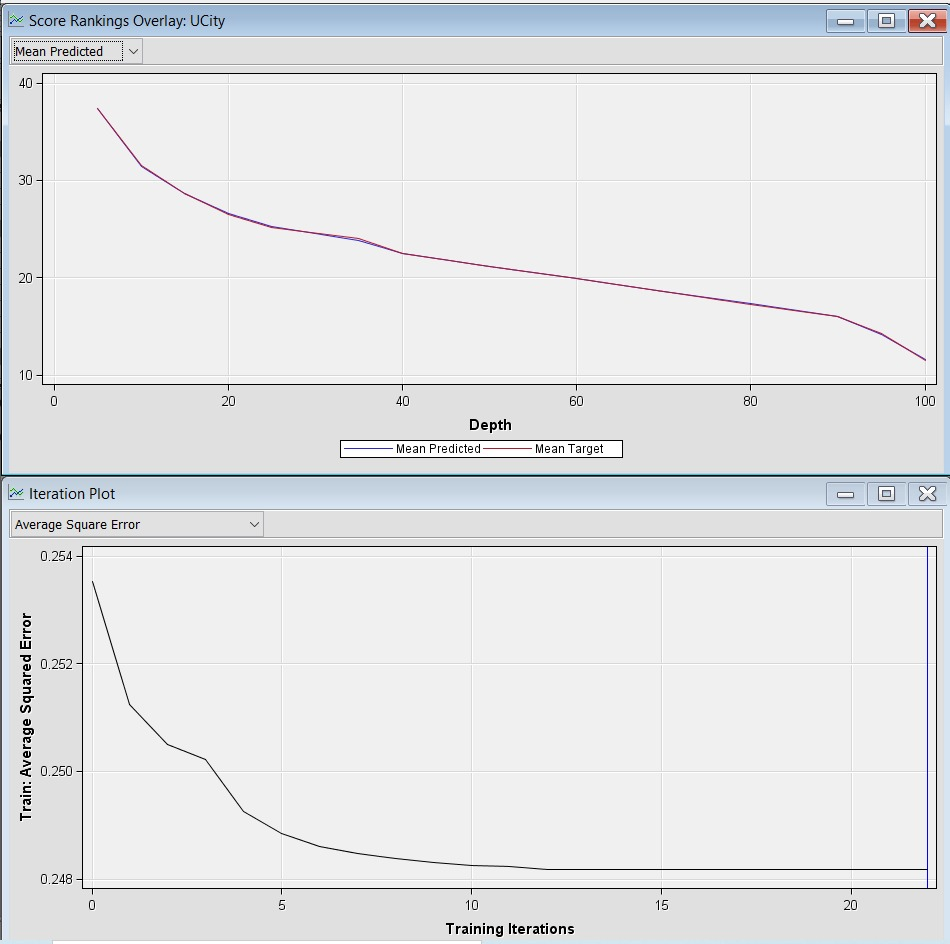 Score Rankings Overlay: UCity
Mean Predicted
40
30
20
10
0 20 40 60 80 100
Depth
Mean Predicted Mean Target
Iteration Plot
Average Square Error
Train: Average Squared Error
0.254
0.252
0.250
0.248
0 5 10 15 20
Training Iterations